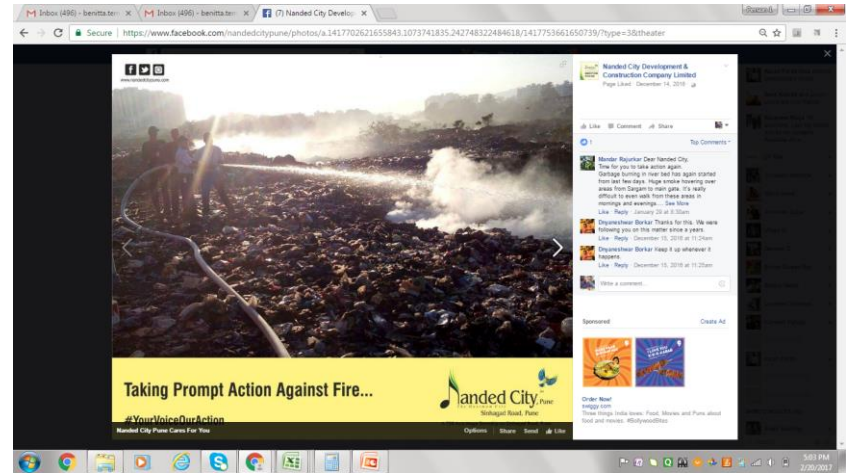 Inbox (496) - benitta.ten
Inbox (496) - benitta.ten
(7) Nanded City Develop
Secure | https://www.facebook.com/nandedcitypune/photos/a.1417702621655843.1073741835.242748322484618/1417753661650739/?type=3&theater
www.nandedcitypune.com
Taking Prompt Action Against Fire...
#YourVoiceOurAction
Nanded City, Pune
Sinhagad Road, Pune
Nanded City Pune Cares For You
Options Share Send Like
Nanded City Development &
Construction Company Limited
Page Liked · December 14, 2016
Like Comment Share
1
Top Comments
Mandar Rajurkar Dear Nanded City,
Time for you to take action again.
Garbage burning in river bed has again started
from last few days. Huge smoke hovering over
areas from Sargam to main gate, it's really
difficult to even walk from these areas in
mornings and evenings.... See More
Like · Reply · January 28 at 8:30am
Dnyaneshwar Borkar Thanks for this. We were
following you on this matter since a years.
Like · Reply · December 15, 2016 at 11:24am
Dnyaneshwar Borkar Keep it up whenever it
happens.
Like · Reply · December 15, 2016 at 11:25am
Write a comment...
Sponsored
Create Ad
Order Now!
swiggy.com
Three things India loves: Food, Movies and Puns about
food and movies. #BollywoodBites
5:03 PM
2/20/2017